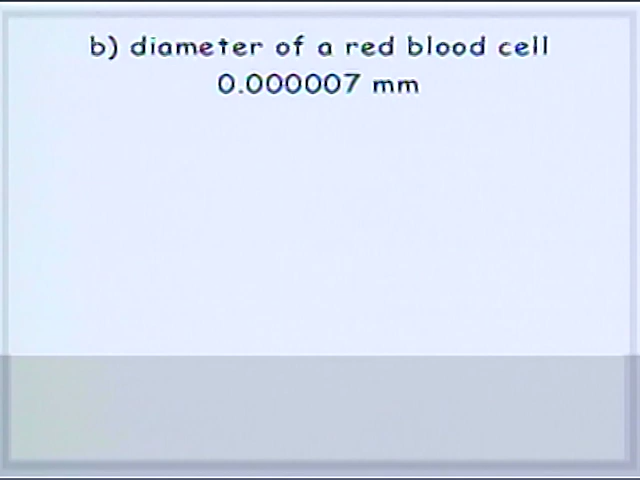 b) diameter of a red blood cell
0.000007 mm